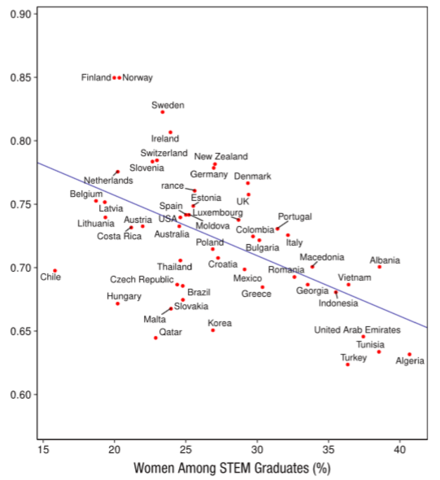 0.90
0.85
Finland
Norway
Sweden
0.80
Ireland
Switzerland
Slovenia
New Zealand
Netherlands
Germany
Denmark
rance
Belgium
Estonia
UK
0.75
Latvia
Spain
Luxembourg
Lithuania
Austria
USA
Portugal
Moldova
Costa Rica
Australia
Colombia
Italy
Poland
Bulgaria
Croatia
Macedonia
Albania
0.70
Thailand
Romania
Chile
Czech Republic
Mexico
Vietnam
Brazil
Greece
Georgia
Hungary
Slovakia
Indonesia
Malta
0.65
Qatar
Korea
United Arab Emirates
Tunisia
Turkey
Algeria
0.60
15 20 25 30 35 40
Women Among STEM Graduates (%)